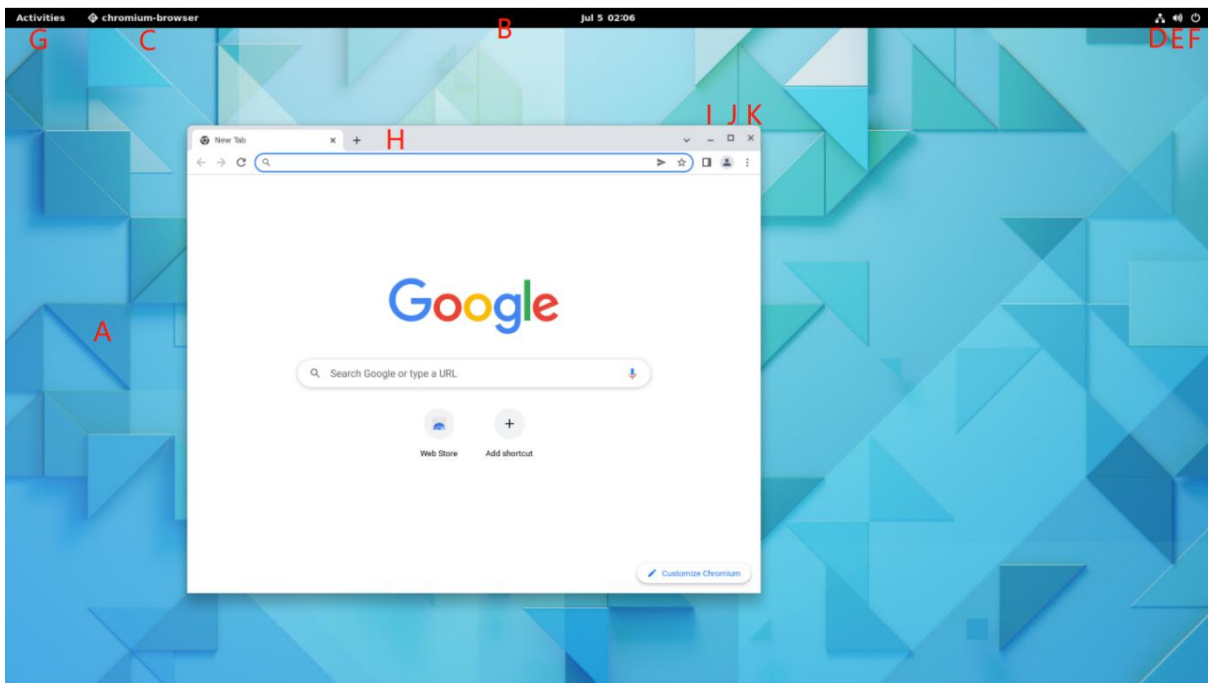 Activities chromium-browser Jul 5 02:06
G C B D E F
I J K
New Tab
H
Google
A
Search Google or type a URL
Web Store Add shortcut
Customize Chromium